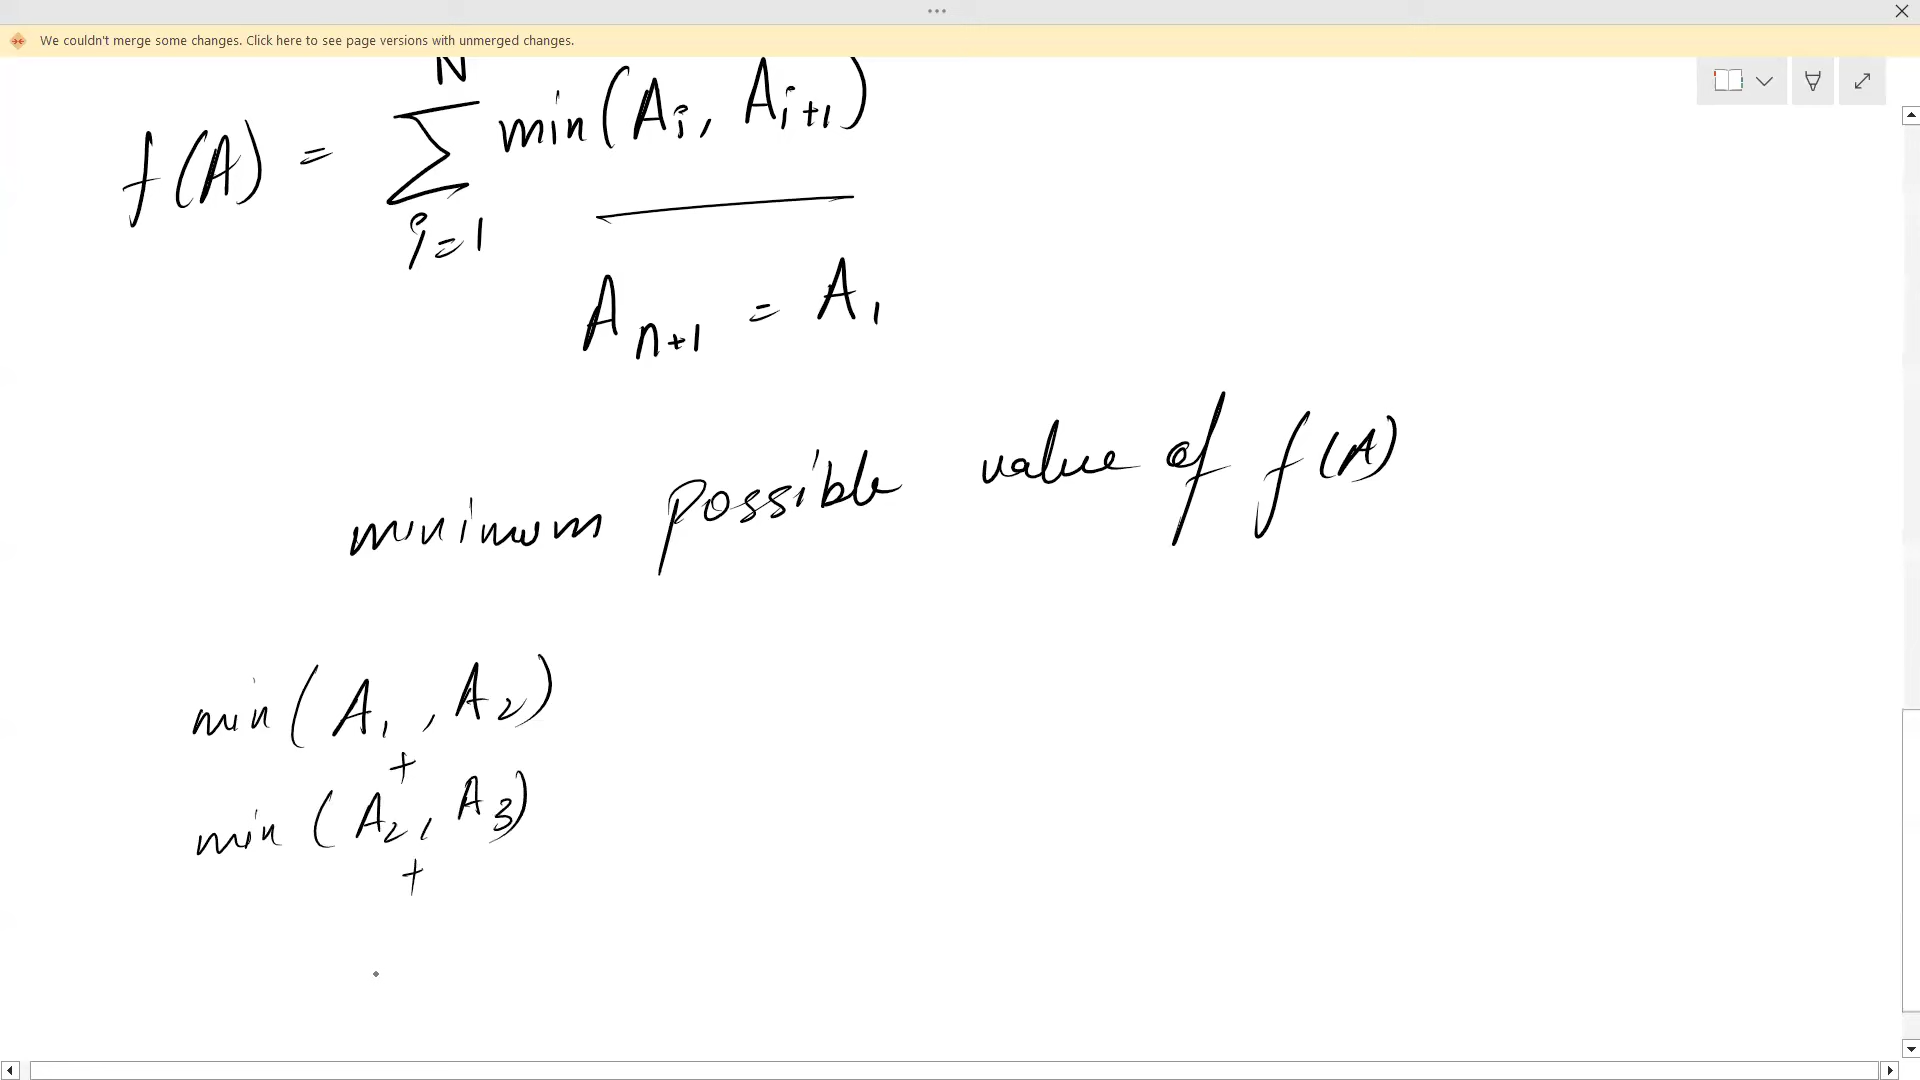 ...
We couldn't merge some changes. Click here to see page versions with unmerged changes.
f(A) = N∑i=1 min(Ai, Ai+1)
An+1 = A1
minimum possible value of f(A)
min(A1, A2)
+
min(A2, A3)
+